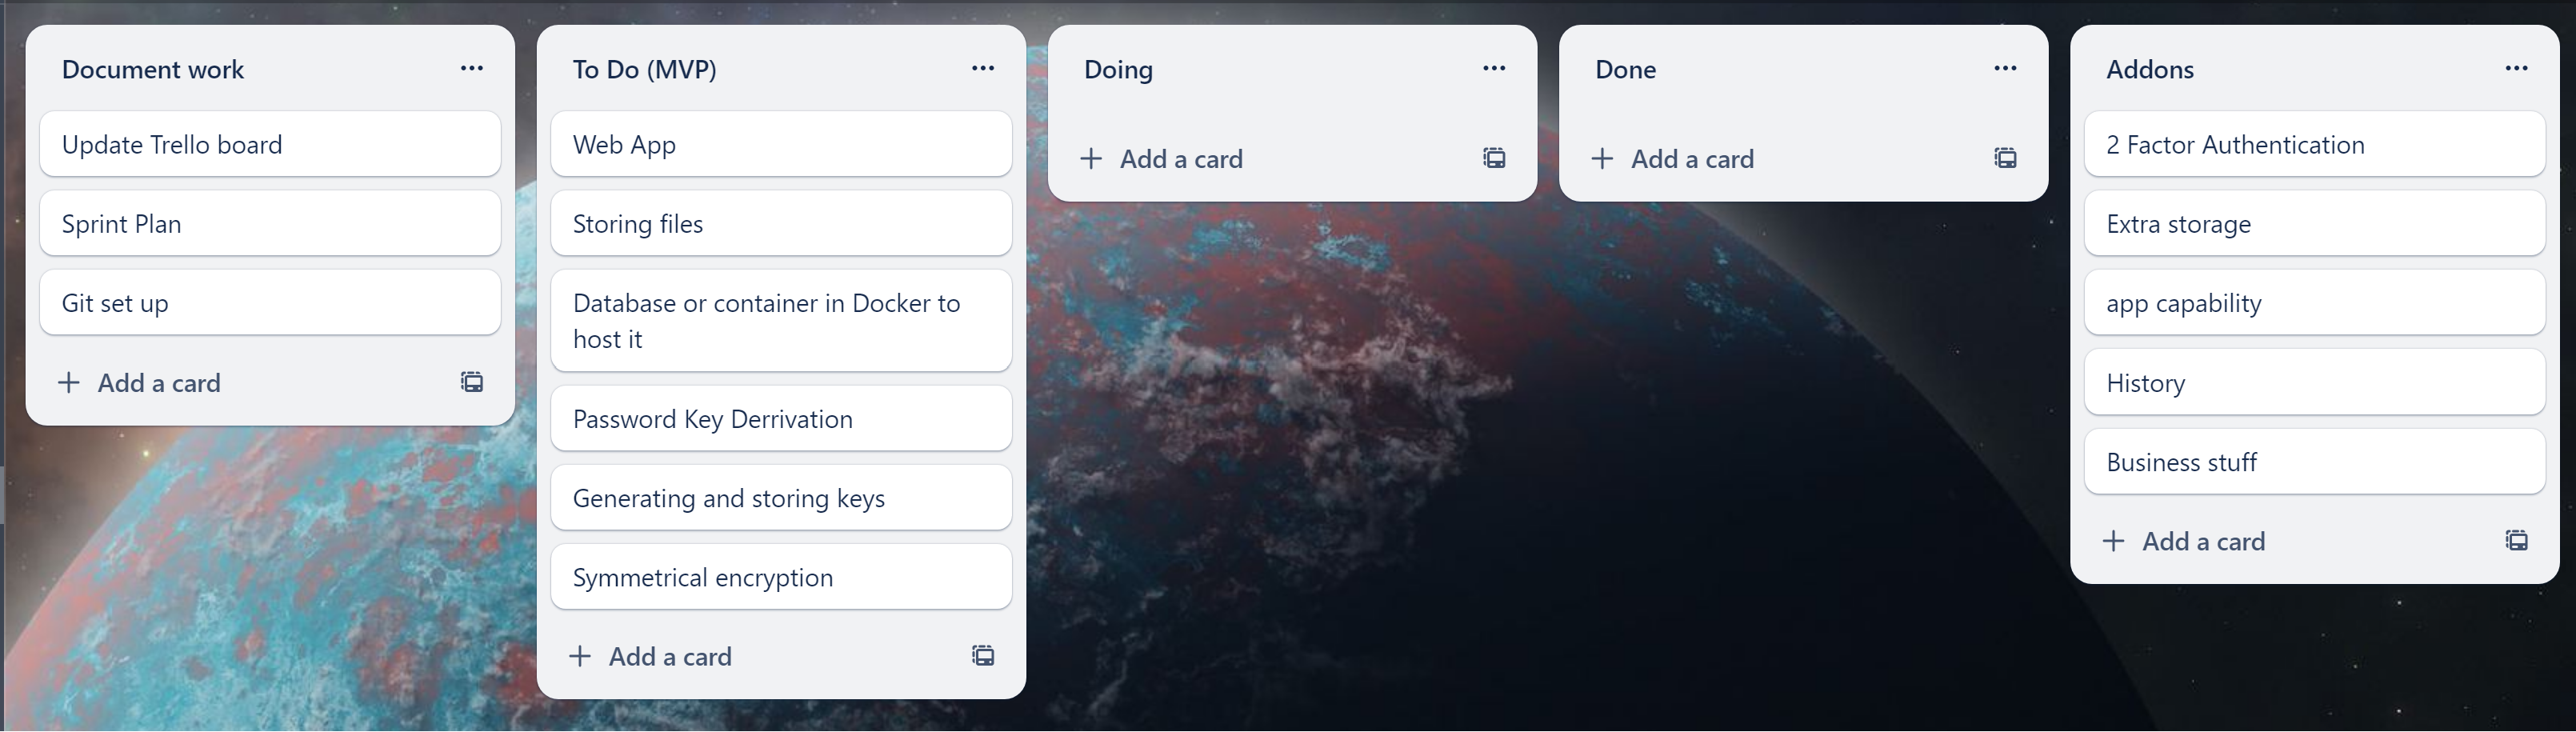 Document work
Update Trello board
Sprint Plan
Git set up
Add a card
To Do (MVP)
Web App
Storing files
Database or container in Docker to
host it
Password Key Derrivation
Generating and storing keys
Symmetrical encryption
Add a card
Doing
Add a card
Done
Add a card
Addons
2 Factor Authentication
Extra storage
app capability
History
Business stuff
Add a card